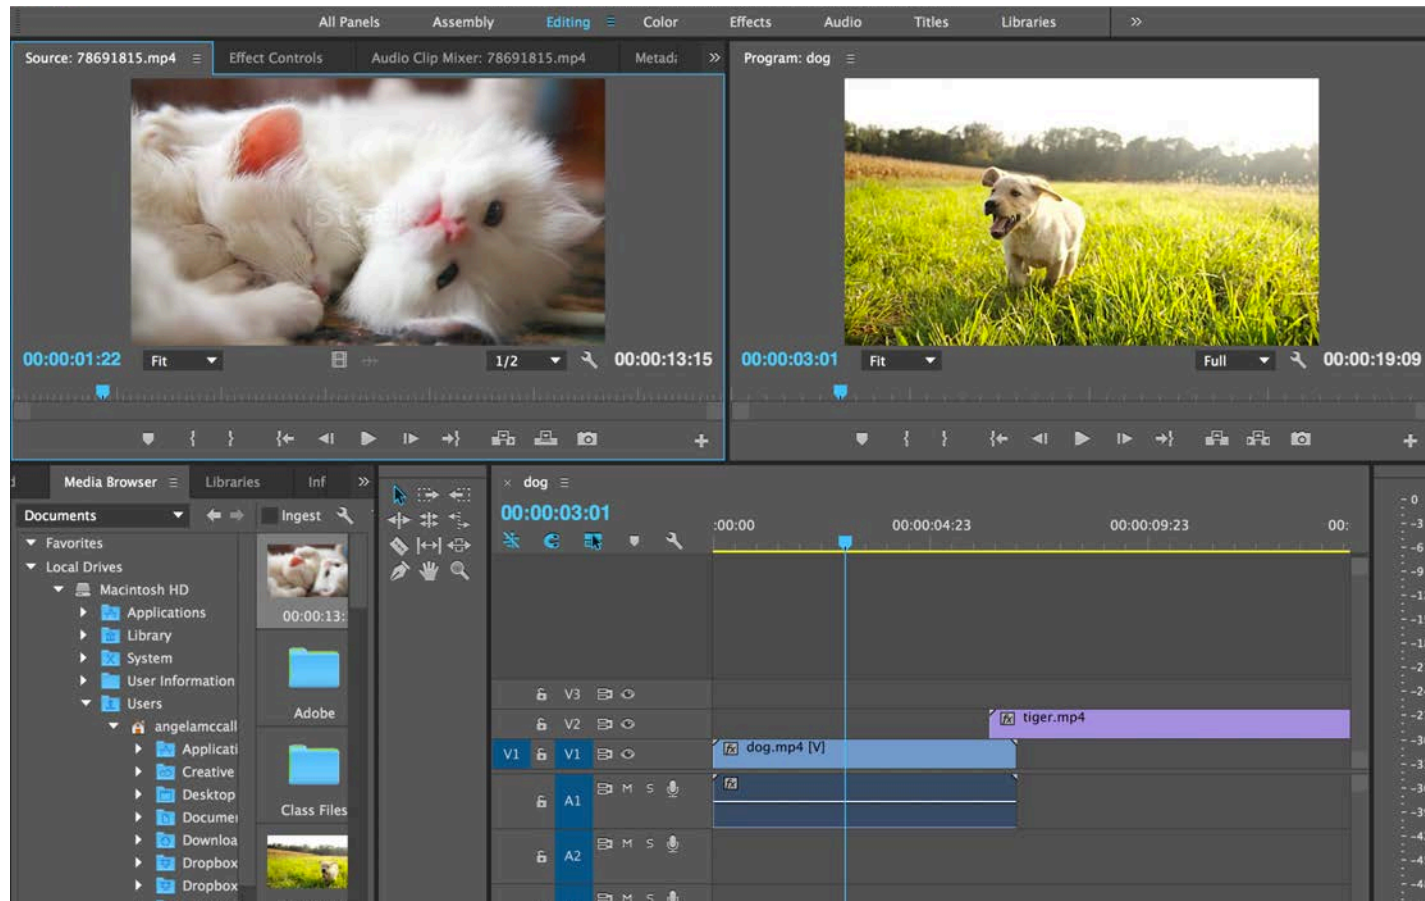 All Panels Assembly Editing Color Effects Audio Titles Libraries
Source: 78691815.mp4 Effect Controls Audio Clip Mixer: 78691815.mp4
Program: dog
00:00:01:22 Fit 1/2 00:00:13:15
00:00:03:01 Fit Full 00:00:19:09
Media Browser Libraries Inf
Documents Ingest
Favorites
Local Drives
Macintosh HD
Applications
Library
System
User Information
Users
angelamccall
Applicati
Creative
Desktop
Docume
Downloa
Dropbox
Dropbox
00:00:13:
Adobe
Class Files
dog
00:00:03:01
:00:00 00:00:04:23 00:00:09:23 00:
V3
V2 tiger.mp4
V1 V1 dog.mp4 [V]
A1 M S
A2 M S
M S
0
-3
-6
-9